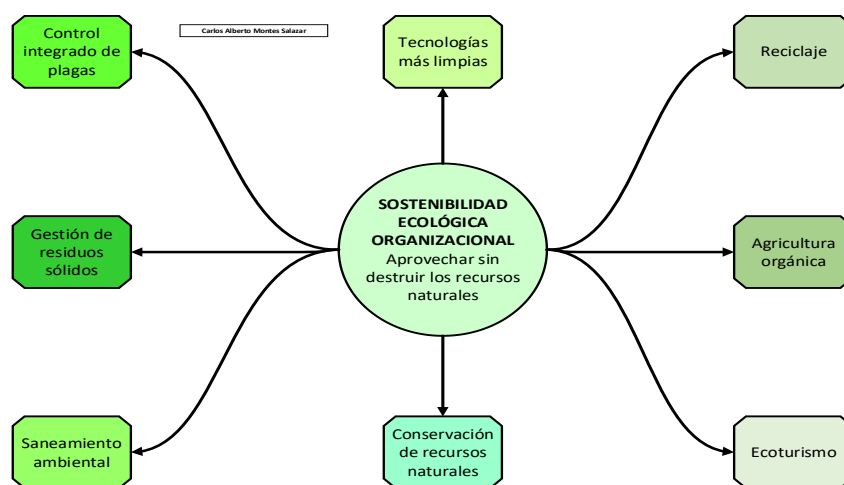 Control
integrado de
plagas
Carlos Alberto Montes Salazar
Tecnologías
más limpias
Reciclaje
Gestión de
residuos
sólidos
SOSTENIBILIDAD
ECOLÓGICA
ORGANIZACIONAL
Aprovechar sin
destruir los recursos
naturales
Agricultura
orgánica
Saneamiento
ambiental
Conservación
de recursos
naturales
Ecoturismo